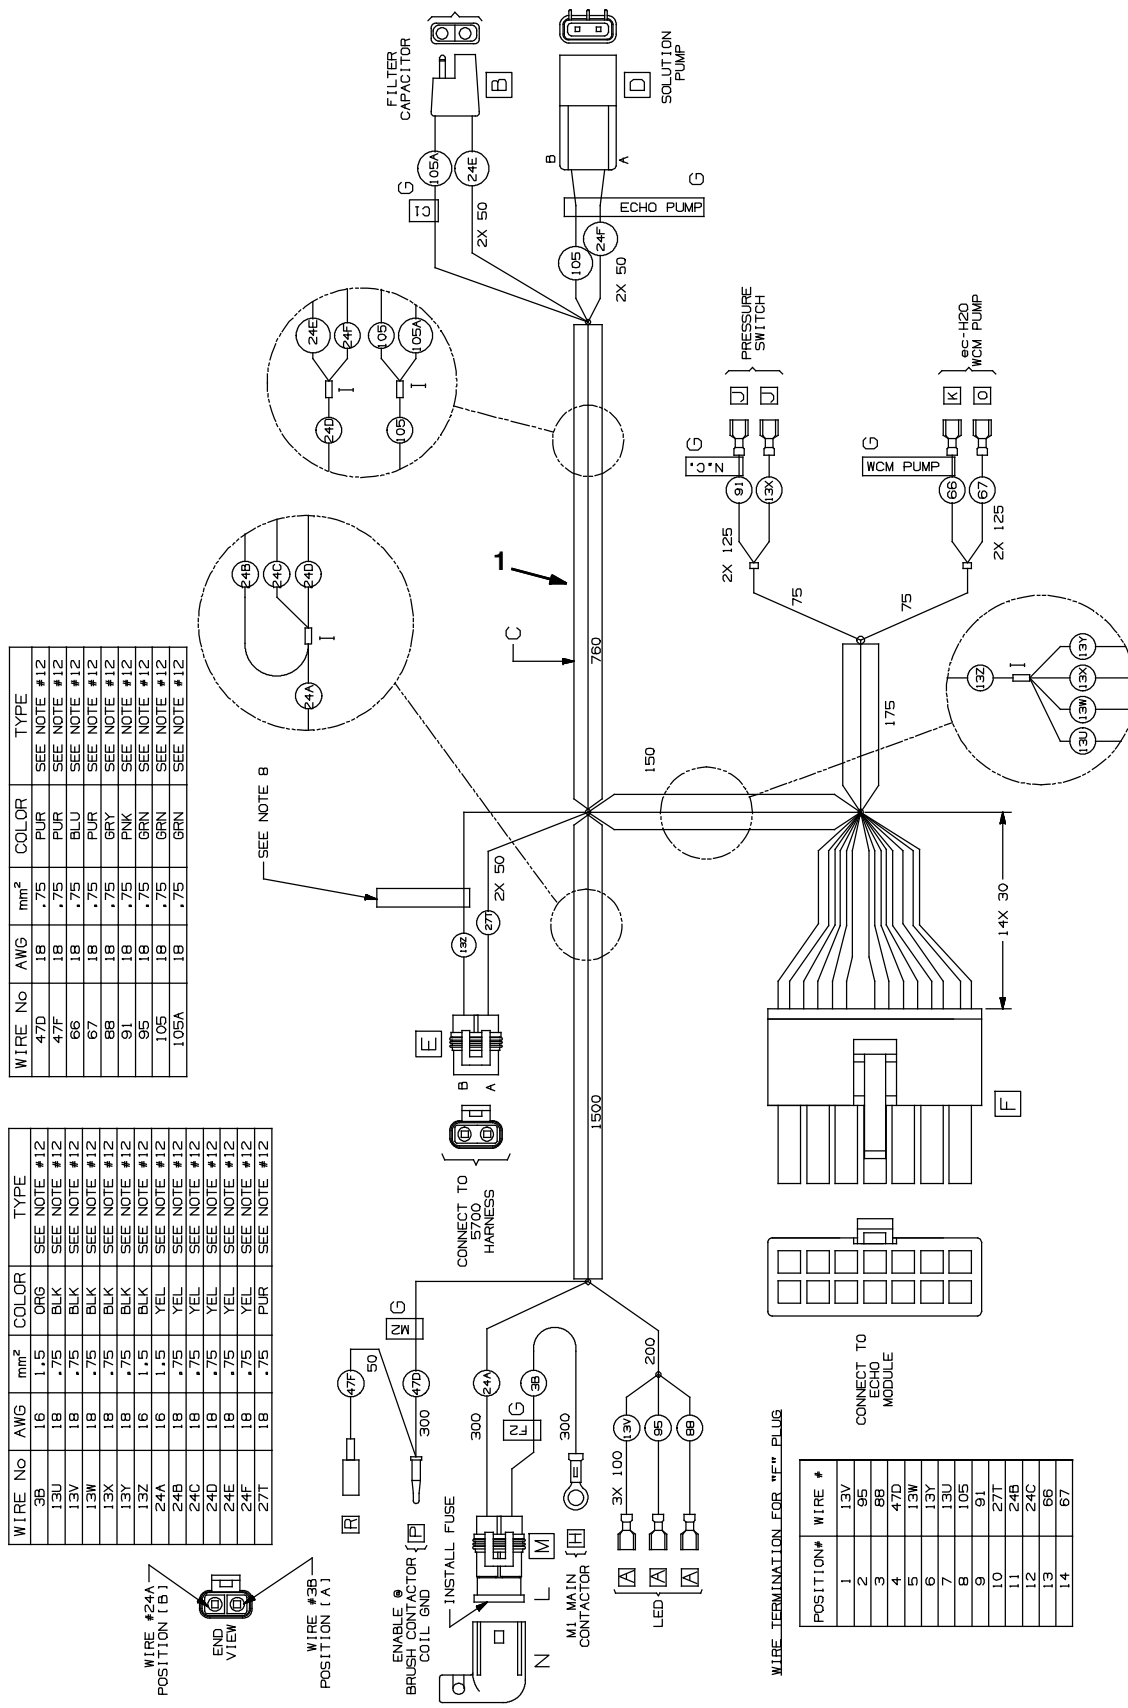 WIRE No AWG mm² COLOR TYPE
3B 16 1.5 ORG SEE NOTE #12
13U 18 .75 BLK SEE NOTE #12
13V 18 .75 BLK SEE NOTE #12
13W 18 .75 BLK SEE NOTE #12
13X 18 .75 BLK SEE NOTE #12
13Y 18 .75 BLK SEE NOTE #12
13Z 16 1.5 BLK SEE NOTE #12
24A 16 1.5 YEL SEE NOTE #12
24B 18 .75 YEL SEE NOTE #12
24C 18 .75 YEL SEE NOTE #12
24D 18 .75 YEL SEE NOTE #12
24E 18 .75 YEL SEE NOTE #12
24F 18 .75 YEL SEE NOTE #12
27T 18 .75 PUR SEE NOTE #12
WIRE No AWG mm² COLOR TYPE
47D 18 .75 PUR SEE NOTE #12
47F 18 .75 PUR SEE NOTE #12
66 18 .75 BLU SEE NOTE #12
67 18 .75 PUR SEE NOTE #12
88 18 .75 GRY SEE NOTE #12
91 18 .75 PNK SEE NOTE #12
95 18 .75 GRN SEE NOTE #12
105 18 .75 GRN SEE NOTE #12
105A 18 .75 GRN SEE NOTE #12
WIRE #24A
POSITION [B]
END
VIEW
WIRE #3B
POSITION [A]
R
47F
50
ENABLE @
BRUSH CONTACTOR
COIL GND
P
47D
300
M2
G
INSTALL FUSE
N
L
M
24A
300
F2
G
3B
300
M1 MAIN
CONTACTOR
H
LED
A
A
A
3X 100
13V
95
88
200
1500
CONNECT TO
5700
HARNESS
B
A
E
13Z
27T
2X 50
SEE NOTE 8
24A
I
24B
24C
24D
C
1
760
150
24D
I
24E
24F
105
I
105
105A
FILTER
CAPACITOR
B
105A
24E
C1
G
2X 50
SOLUTION
PUMP
D
B
A
ECHO PUMP
G
105
24F
2X 50
PRESSURE
SWITCH
J
J
G
N.C.
91
13X
2X 125
75
ec-H2O
WCM PUMP
K
O
G
WCM PUMP
66
67
2X 125
75
175
13Z
I
13U
13W
13X
13Y
14X 30
F
CONNECT TO
ECHO
MODULE
WIRE TERMINATION FOR "F" PLUG
POSITION# WIRE #
1 13V
2 95
3 88
4 47D
5 13W
6 13Y
7 13U
8 105
9 91
10 27T
11 24B
12 24C
13 66
14 67